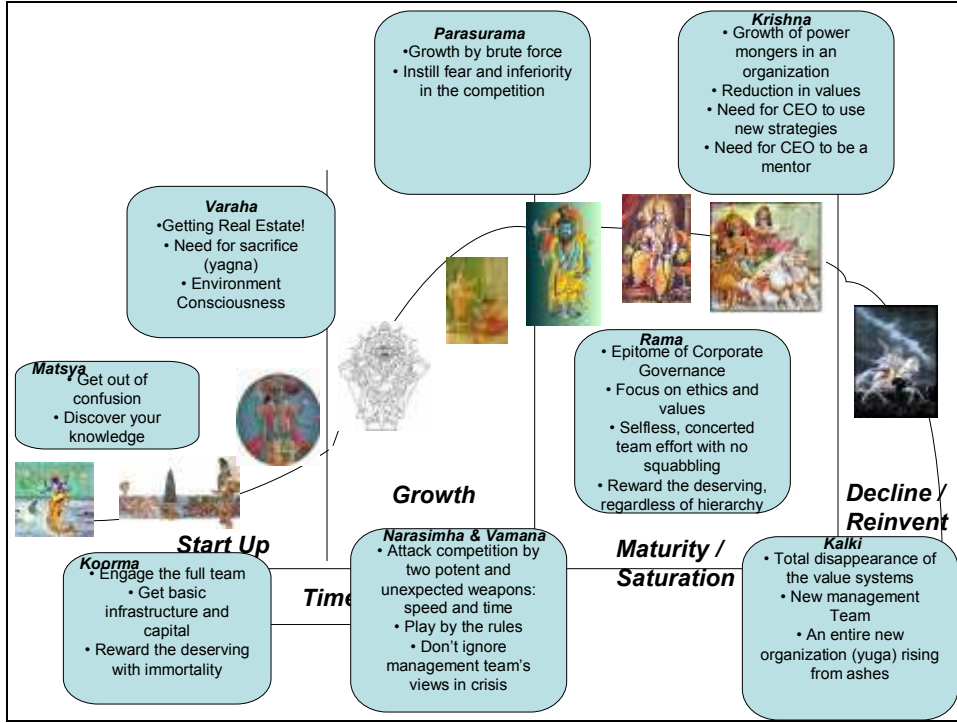 Parasurama
•Growth by brute force
• Instill fear and inferiority
in the competition
Krishna
• Growth of power
mongers in an
organization
• Reduction in values
• Need for CEO to use
new strategies
• Need for CEO to be a
mentor
Varaha
•Getting Real Estate!
• Need for sacrifice
(yagna)
• Environment
Consciousness
Matsya
• Get out of
confusion
• Discover your
knowledge
Rama
• Epitome of Corporate
Governance
• Focus on ethics and
values
• Selfless, concerted
team effort with no
squabbling
• Reward the deserving,
regardless of hierarchy
Start Up
Growth
Maturity /
Saturation
Decline /
Reinvent
Time
Koorma
• Engage the full team
• Get basic
infrastructure and
capital
• Reward the deserving
with immortality
Narasimha & Vamana
• Attack competition by
two potent and
unexpected weapons:
speed and time
• Play by the rules
• Don't ignore
management team's
views in crisis
Kalki
• Total disappearance of
the value systems
• New management
Team
• An entire new
organization (yuga) rising
from ashes